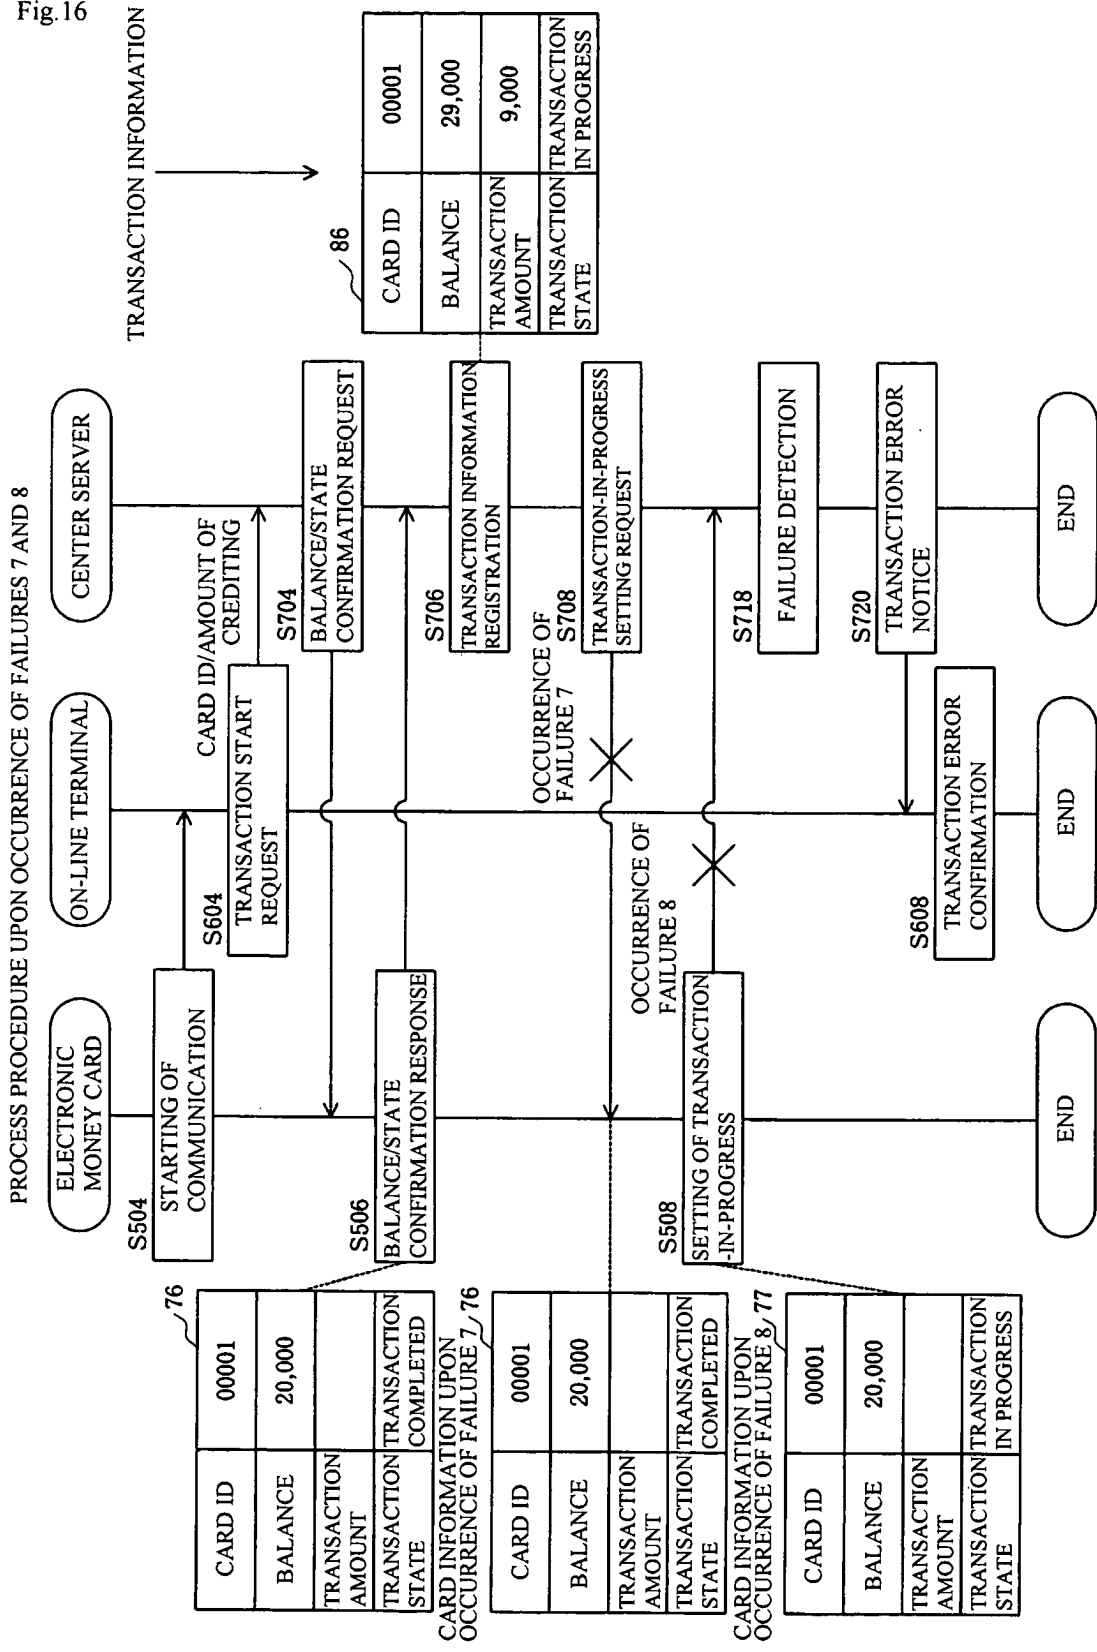 Fig.16
PROCESS PROCEDURE UPON OCCURRENCE OF FAILURES 7 AND 8
ELECTRONIC
MONEY CARD
ON-LINE TERMINAL
CENTER SERVER
TRANSACTION INFORMATION
S504
STARTING OF
COMMUNICATION
S604
TRANSACTION START
REQUEST
CARD ID/AMOUNT OF
CREDITING
S704
BALANCE/STATE
CONFIRMATION REQUEST
76
CARD ID
00001
BALANCE
20,000
TRANSACTION
AMOUNT
TRANSACTION
STATE
TRANSACTION
COMPLETED
S506
BALANCE/STATE
CONFIRMATION RESPONSE
S706
TRANSACTION INFORMATION
REGISTRATION
86
CARD ID
00001
BALANCE
29,000
TRANSACTION
AMOUNT
9,000
TRANSACTION
STATE
TRANSACTION
IN PROGRESS
CARD INFORMATION UPON
OCCURRENCE OF FAILURE 7
76
CARD ID
00001
BALANCE
20,000
TRANSACTION
AMOUNT
TRANSACTION
STATE
TRANSACTION
COMPLETED
OCCURRENCE OF
FAILURE 7
S708
TRANSACTION-IN-PROGRESS
SETTING REQUEST
S508
SETTING OF TRANSACTION
-IN-PROGRESS
OCCURRENCE OF
FAILURE 8
CARD INFORMATION UPON
OCCURRENCE OF FAILURE 8
77
CARD ID
00001
BALANCE
20,000
TRANSACTION
AMOUNT
TRANSACTION
STATE
TRANSACTION
IN PROGRESS
S718
FAILURE DETECTION
S720
TRANSACTION ERROR
NOTICE
S608
TRANSACTION ERROR
CONFIRMATION
END
END
END